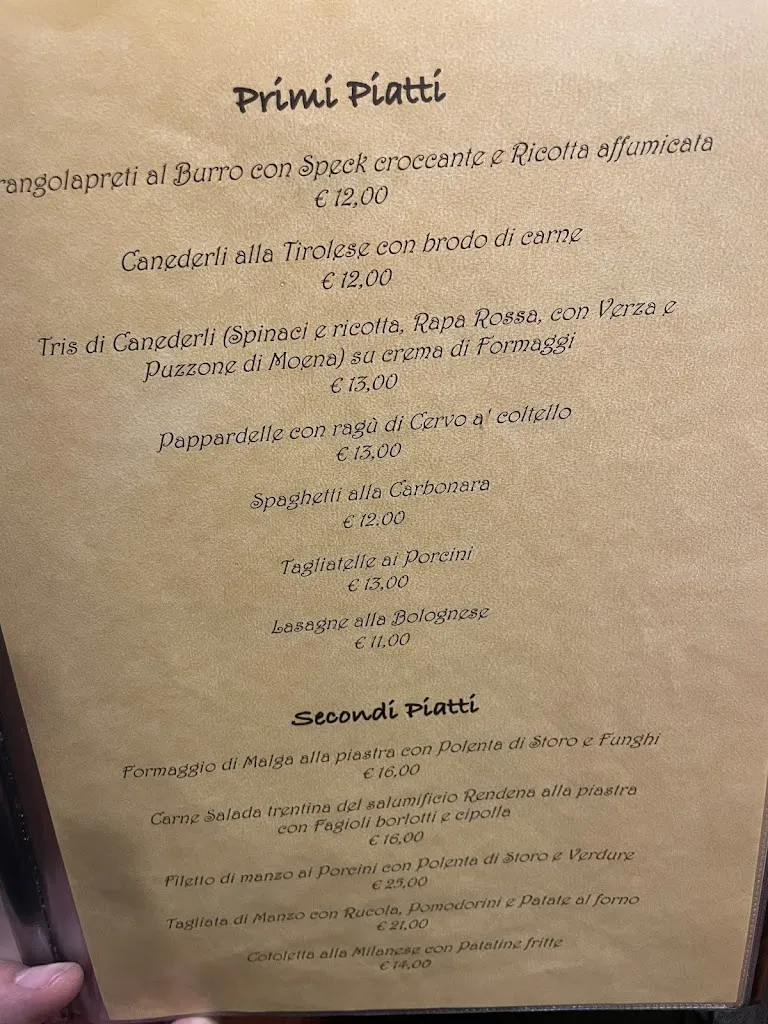 Primi Piatti
rangolapreti al Burro con Speck croccante e Ricotta affumicata
€ 12,00
Canederli alla Tirolese con brodo di carne
€ 12,00
Tris di Canederli (Spinaci e ricotta, Rapa Rossa, con Verza e
Puzzone di Moena) su crema di Formaggi
€ 13,00
Pappardelle con ragù di Cervo a' coltello
€ 13,00
Spaghetti alla Carbonara
€ 12,00
Tagliatelle ai Porcini
€ 13,00
Lasagne alla Bolognese
€ 11,00
Secondi Piatti
Formaggio di Malga alla piastra con Polenta di Storo e Funghi
€ 16,00
Carne Salada trentina del salumificio Rendena alla piastra
con Fagioli borlotti e cipolla
€ 16,00
Filetto di manzo ai Porcini con Polenta di Storo e Verdure
€ 25,00
Tagliata di Manzo con Rucola, Pomodorini e Patate al forno
€ 21,00
Cotoletta alla Milanese con Patatine fritte
€ 14,00